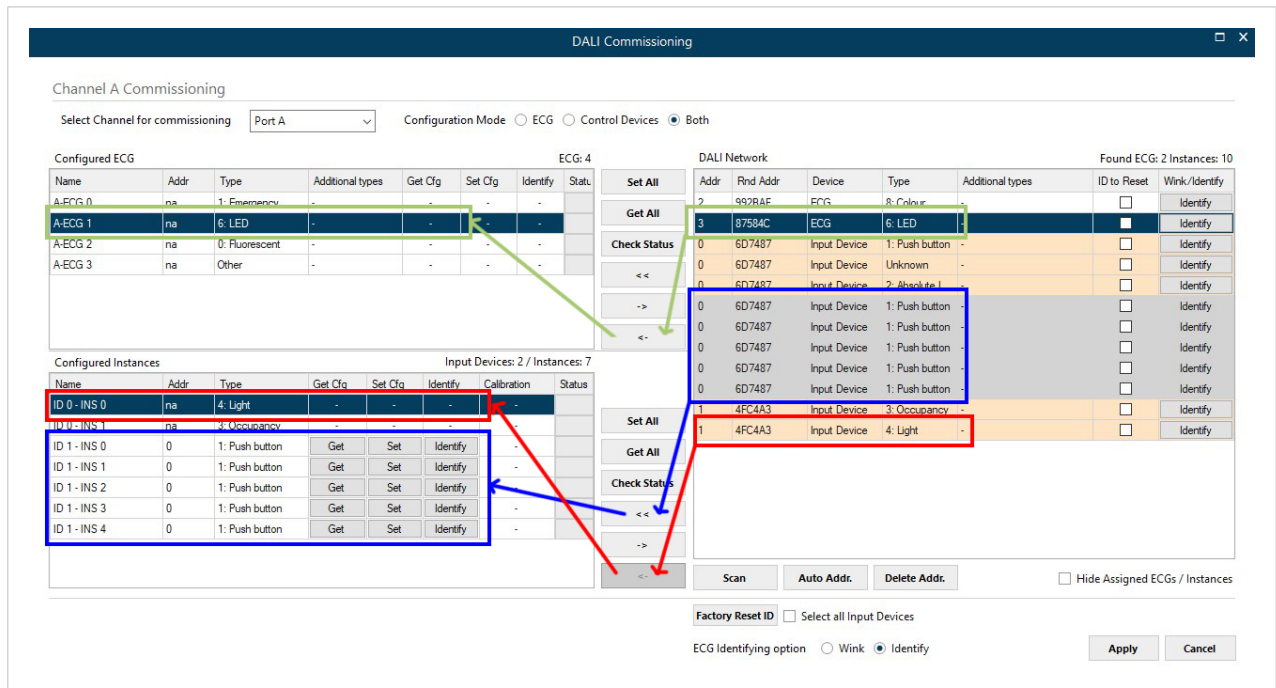 DALI Commissioning
Channel A Commissioning
Select Channel for commissioning Port A Configuration Mode ECG Control Devices Both
Configured ECG ECG: 4
Name Addr Type Additional types Get Cfg Set Cfg Identify Statu
A-ECG 0 na 1: Emergency - - - -
A-ECG 1 na 6: LED - - - -
A-ECG 2 na 0: Fluorescent - - - -
A-ECG 3 na Other - - - -
Set All
Get All
Check Status
<<
->
<-
DALI Network Found ECG: 2 Instances: 10
Addr Rnd Addr Device Type Additional types ID to Reset Wink/Identify
2 992BAF ECG 8: Colour - Identify
3 87584C ECG 6: LED - Identify
0 6D7487 Input Device 1: Push button - Identify
0 6D7487 Input Device Unknown - Identify
0 6D7487 Input Device 2: Absolute I - Identify
0 6D7487 Input Device 1: Push button - Identify
0 6D7487 Input Device 1: Push button - Identify
0 6D7487 Input Device 1: Push button - Identify
0 6D7487 Input Device 1: Push button - Identify
0 6D7487 Input Device 1: Push button - Identify
1 4FC4A3 Input Device 3: Occupancy - Identify
1 4FC4A3 Input Device 4: Light - Identify
Configured Instances Input Devices: 2 / Instances: 7
Name Addr Type Get Cfg Set Cfg Identify Calibration Status
ID 0 - INS 0 na 4: Light - - - -
ID 0 - INS 1 na 3: Occupancy - - - -
ID 1 - INS 0 0 1: Push button Get Set Identify -
ID 1 - INS 1 0 1: Push button Get Set Identify -
ID 1 - INS 2 0 1: Push button Get Set Identify -
ID 1 - INS 3 0 1: Push button Get Set Identify -
ID 1 - INS 4 0 1: Push button Get Set Identify -
Set All
Get All
Check Status
<<
->
<-
Scan Auto Addr. Delete Addr. Hide Assigned ECGs / Instances
Factory Reset ID Select all Input Devices
ECG Identifying option Wink Identify Apply Cancel